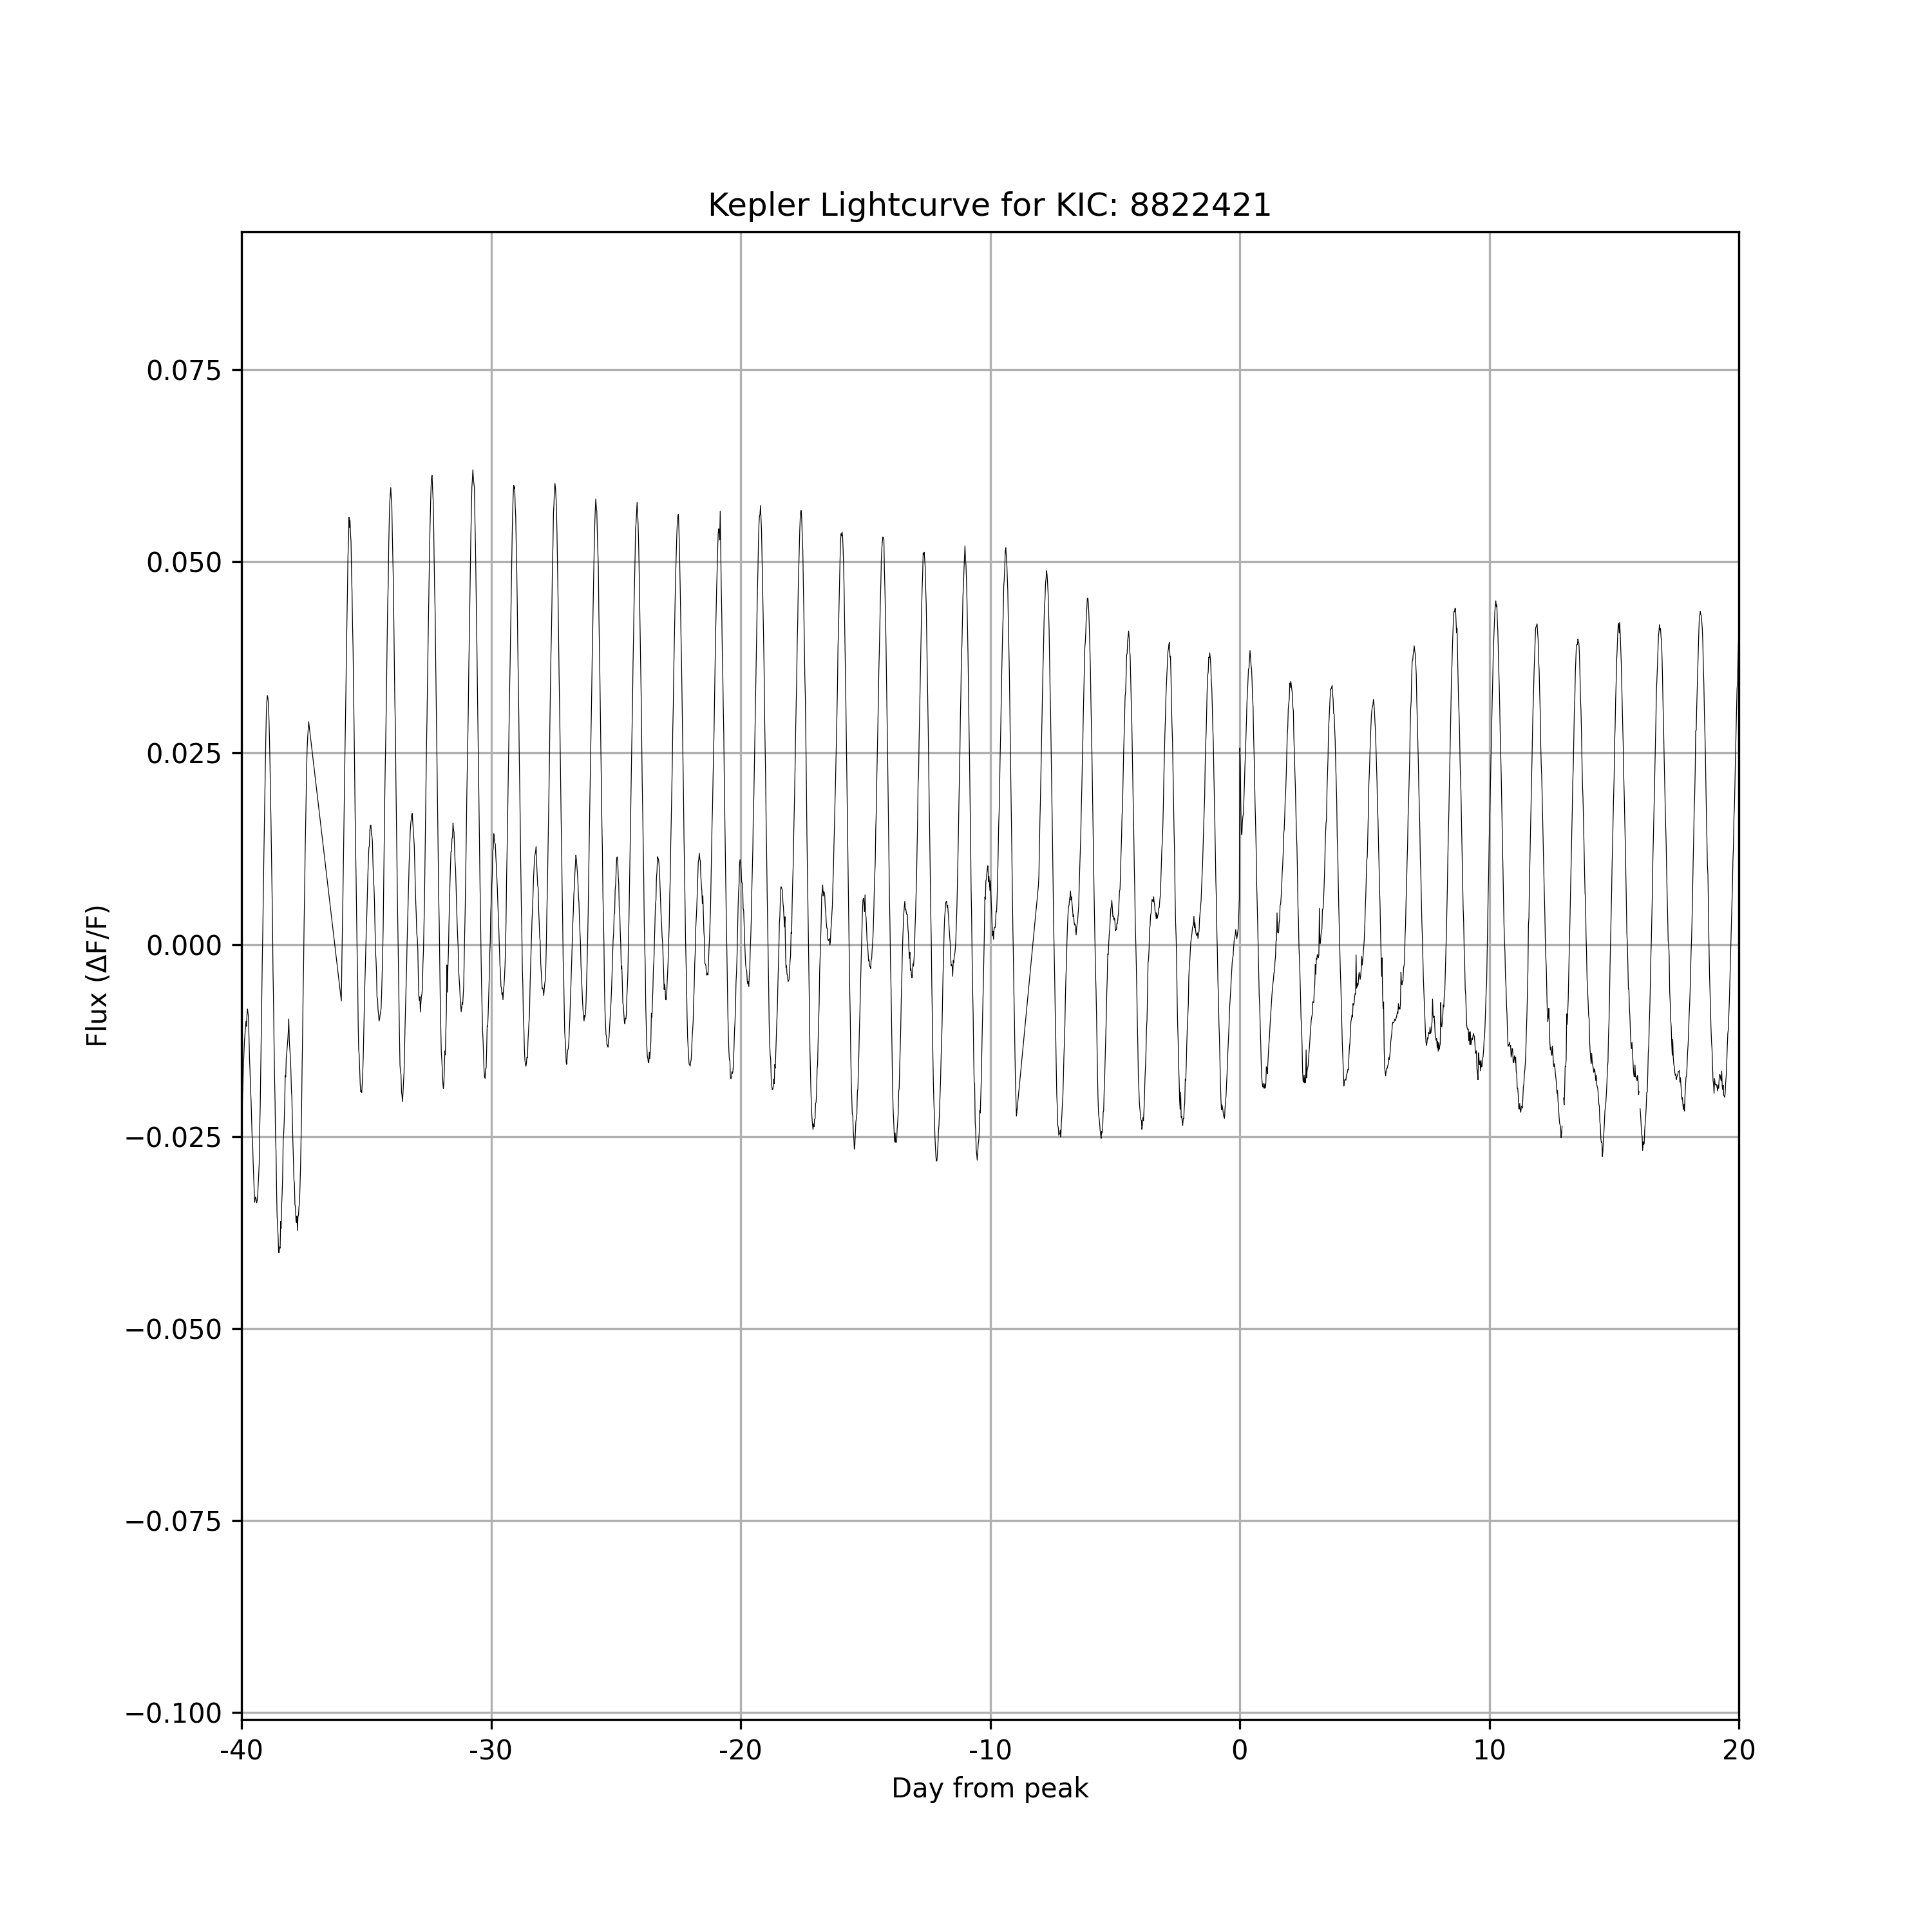 Kepler Lightcurve for KIC: 8822421
0.075
0.050
0.025
0.000
−0.025
−0.050
−0.075
−0.100
Flux (ΔF/F)
-40 -30 -20 -10 0 10 20
Day from peak